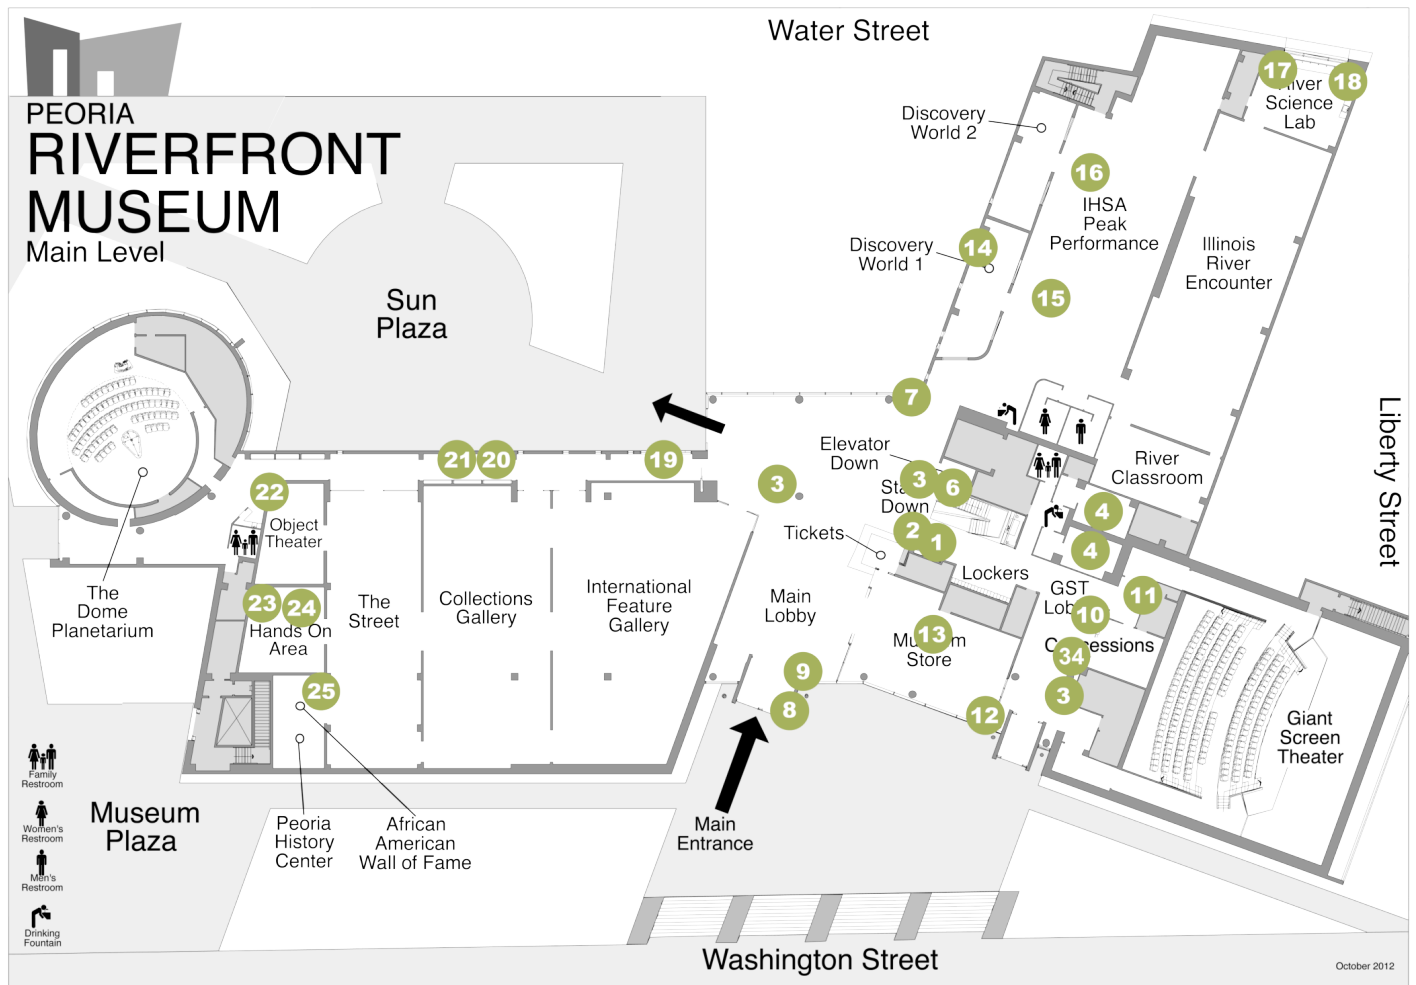 PEORIA
RIVERFRONT
MUSEUM
Main Level
Water Street
Discovery
World 2
17
18
River
Science
Lab
16
IHSA
Peak
Performance
Discovery
World 1
14
Illinois
River
Encounter
15
Sun
Plaza
7
Liberty Street
Elevator
Down
3
6
Stairs
Down
River
Classroom
21
20
19
3
22
Object
Theater
4
4
2
1
Tickets
Lockers
GST
Lobby
10
11
Concessions
34
3
The
Dome
Planetarium
23
24
Hands On
Area
The
Street
Collections
Gallery
International
Feature
Gallery
Main
Lobby
13
Museum
Store
9
8
12
25
Giant
Screen
Theater
Family
Restroom
Women's
Restroom
Men's
Restroom
Drinking
Fountain
Museum
Plaza
Peoria
History
Center
African
American
Wall of Fame
Main
Entrance
Washington Street
October 2012